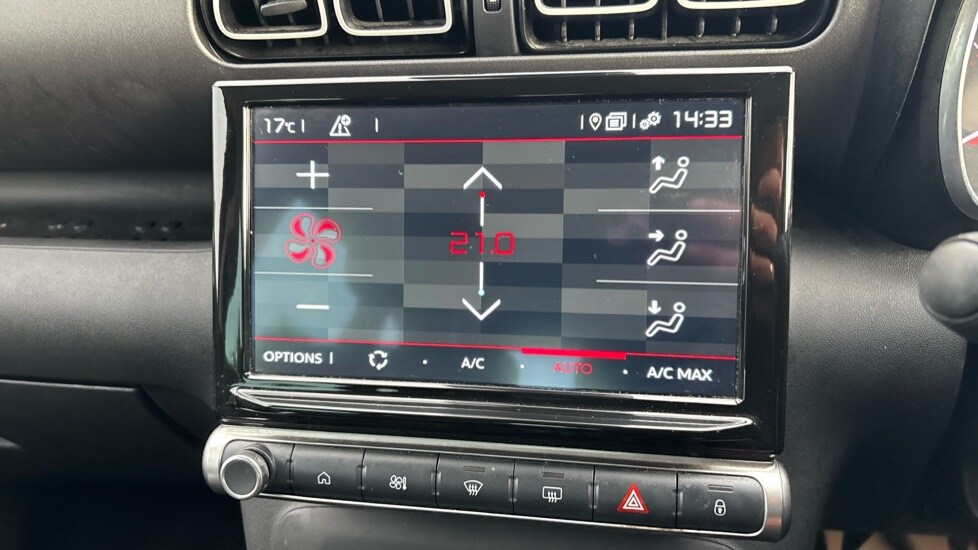 17°C 14:33
21.0
OPTIONS A/C AUTO A/C MAX